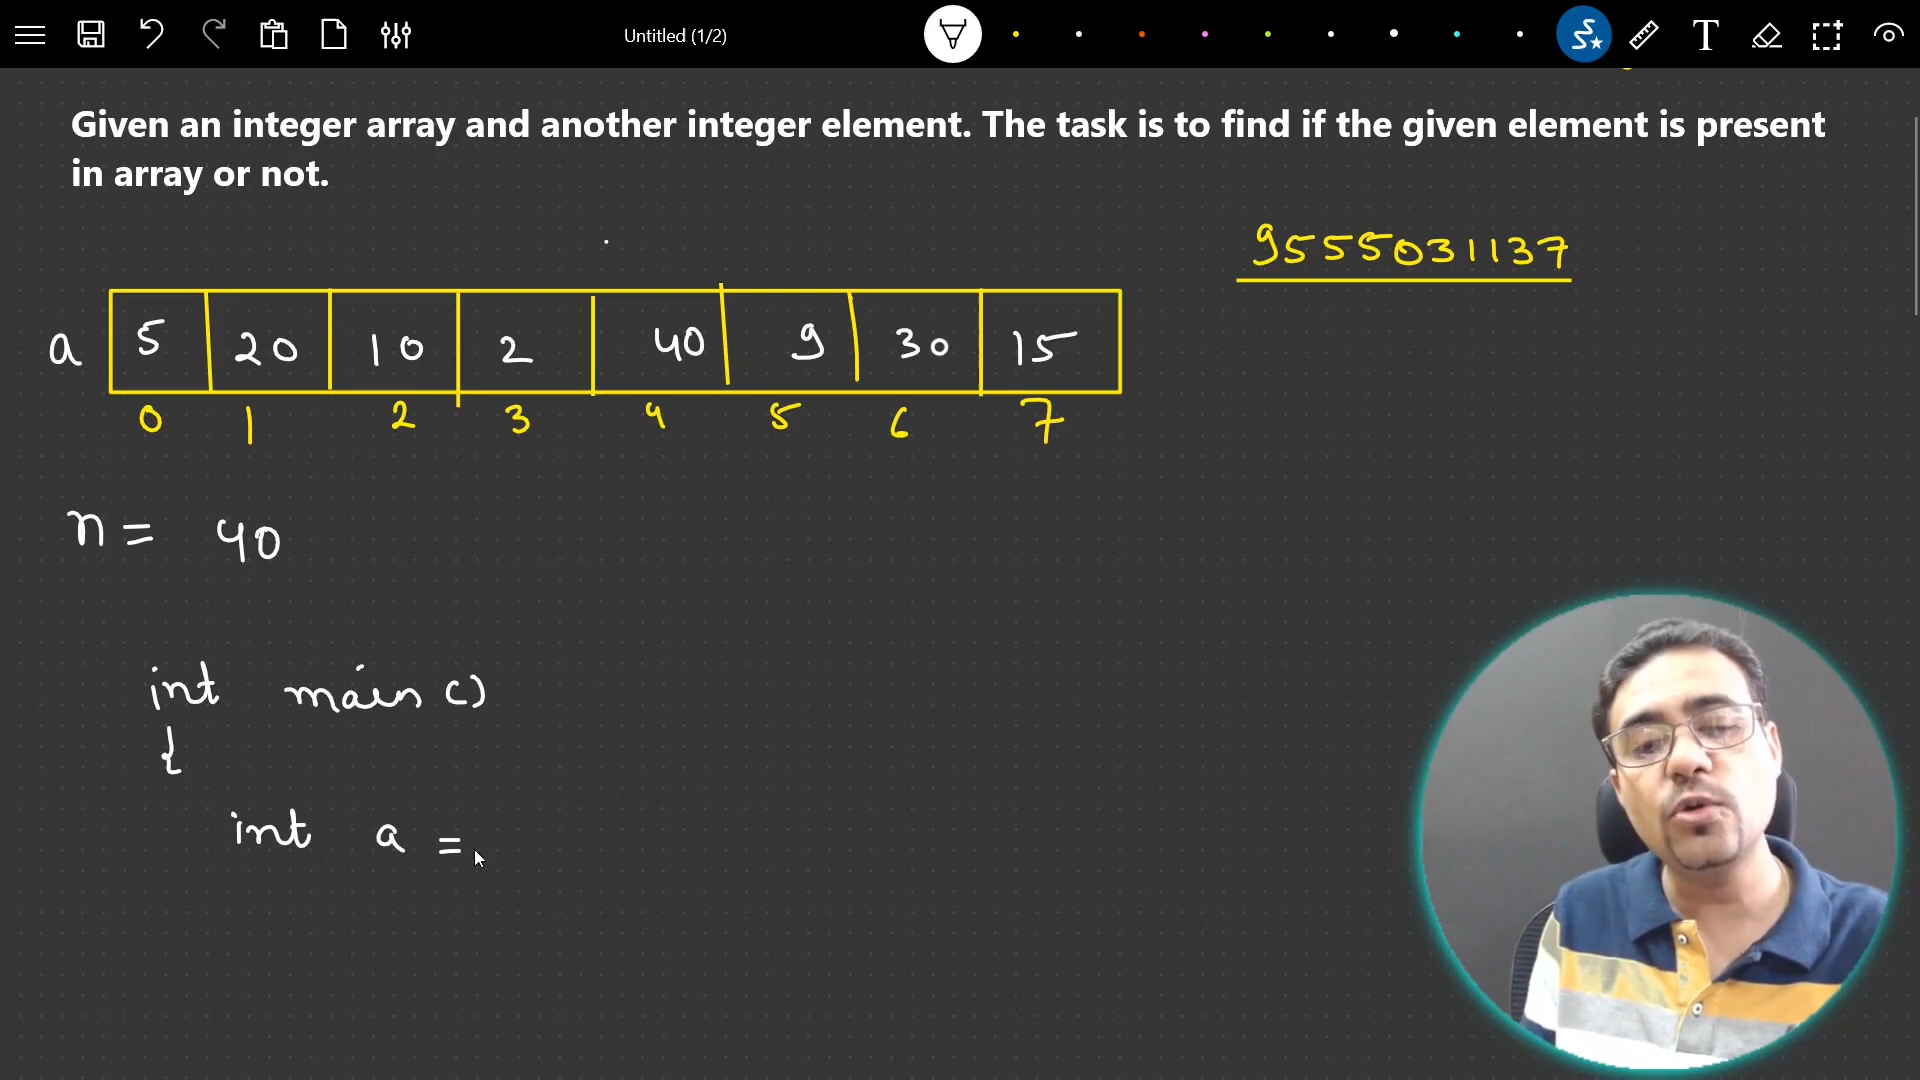 Untitled (1/2)
T
Given an integer array and another integer element. The task is to find if the given element is present
in array or not.
9555031137
a 5 20 10 2 40 9 30 15
0 1 2 3 4 5 6 7
n = 40
int main ()
{
int a =